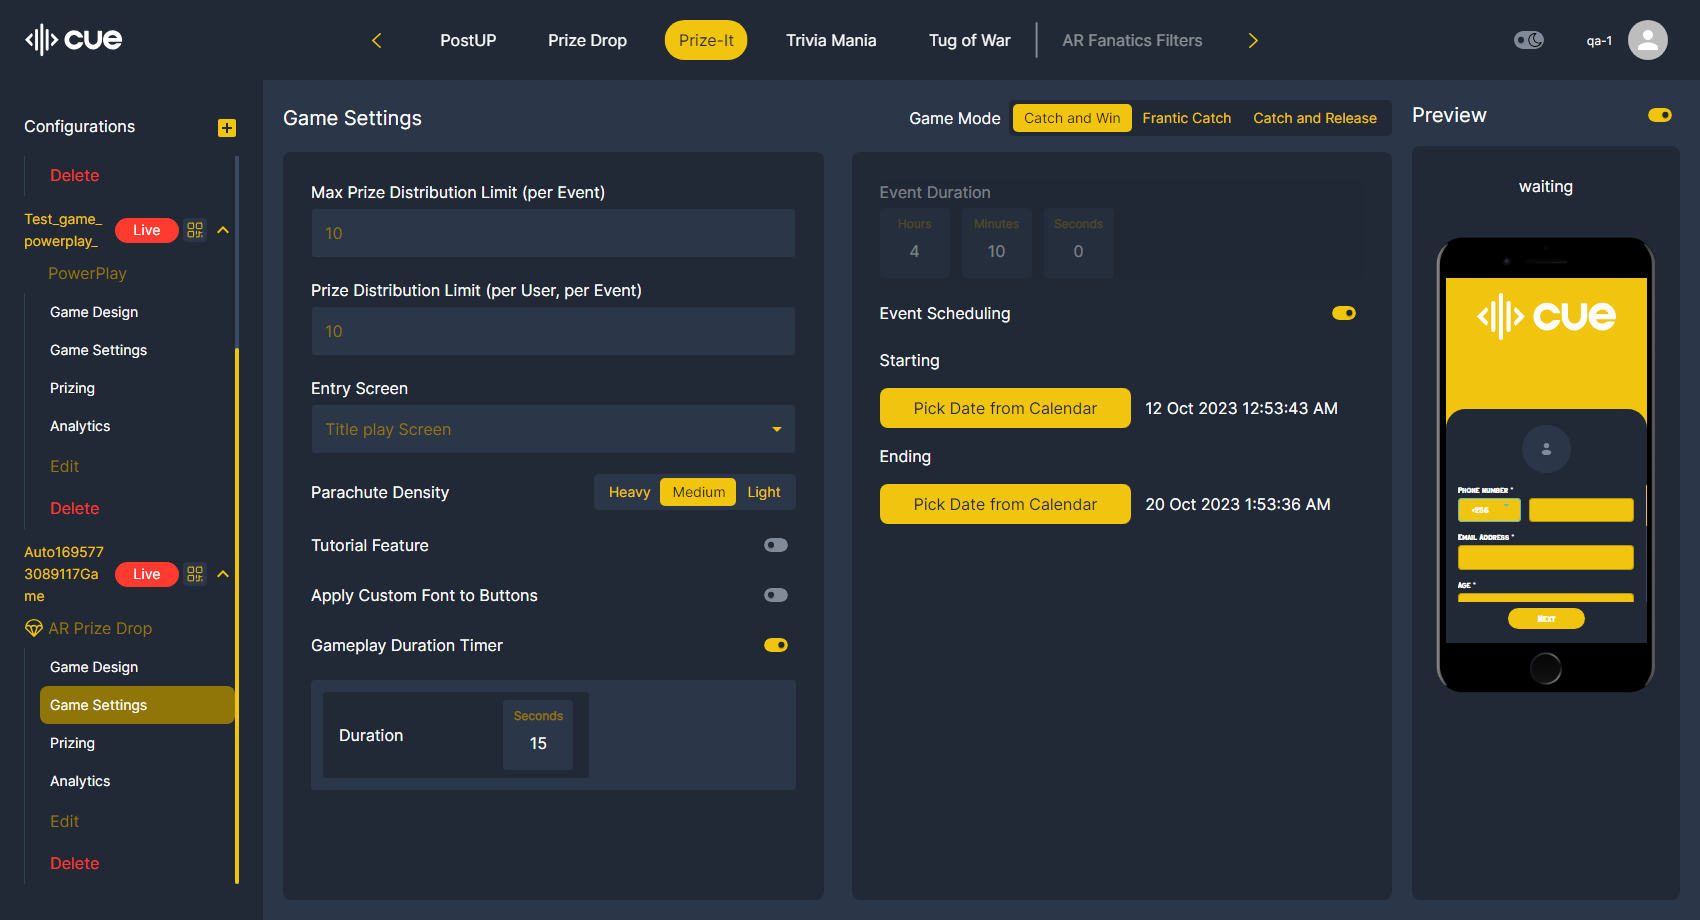 cue
PostUP
Prize Drop
Prize-It
Trivia Mania
Tug of War
AR Fanatics Filters
qa-1
Configurations
Delete
Test_game_
powerplay_
Live
PowerPlay
Game Design
Game Settings
Prizing
Analytics
Edit
Delete
Auto169577
3089117Ga
me
Live
AR Prize Drop
Game Design
Game Settings
Prizing
Analytics
Edit
Delete
Game Settings
Game Mode
Catch and Win
Frantic Catch
Catch and Release
Max Prize Distribution Limit (per Event)
10
Prize Distribution Limit (per User, per Event)
10
Entry Screen
Title play Screen
Parachute Density
Heavy
Medium
Light
Tutorial Feature
Apply Custom Font to Buttons
Gameplay Duration Timer
Duration
Seconds
15
Event Duration
Hours
4
Minutes
10
Seconds
0
Event Scheduling
Starting
Pick Date from Calendar
12 Oct 2023 12:53:43 AM
Ending
Pick Date from Calendar
20 Oct 2023 1:53:36 AM
Preview
waiting
cue
Phone number *
+256
Email Address *
Age *
Next